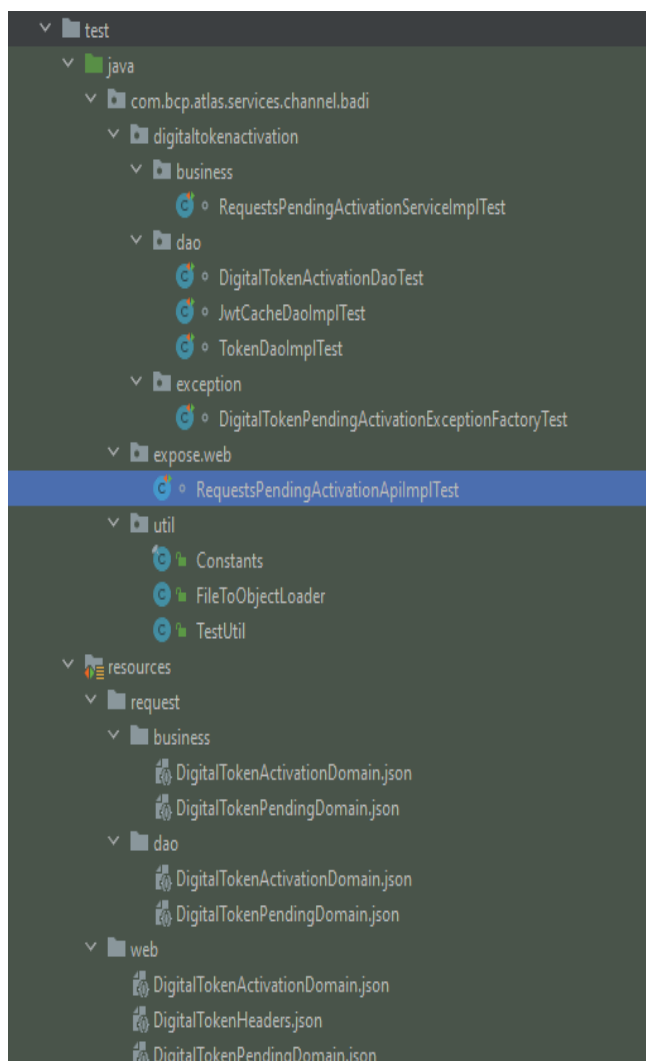 test
java
com.bcp.atlas.services.channel.badi
digitaltokenactivation
business
RequestsPendingActivationServiceImplTest
dao
DigitalTokenActivationDaoTest
JwtCacheDaoImplTest
TokenDaoImplTest
exception
DigitalTokenPendingActivationExceptionFactoryTest
expose.web
RequestsPendingActivationApiImplTest
util
Constants
FileToObjectLoader
TestUtil
resources
request
business
DigitalTokenActivationDomain.json
DigitalTokenPendingDomain.json
dao
DigitalTokenActivationDomain.json
DigitalTokenPendingDomain.json
web
DigitalTokenActivationDomain.json
DigitalTokenHeaders.json
DigitalTokenPendingDomain.json